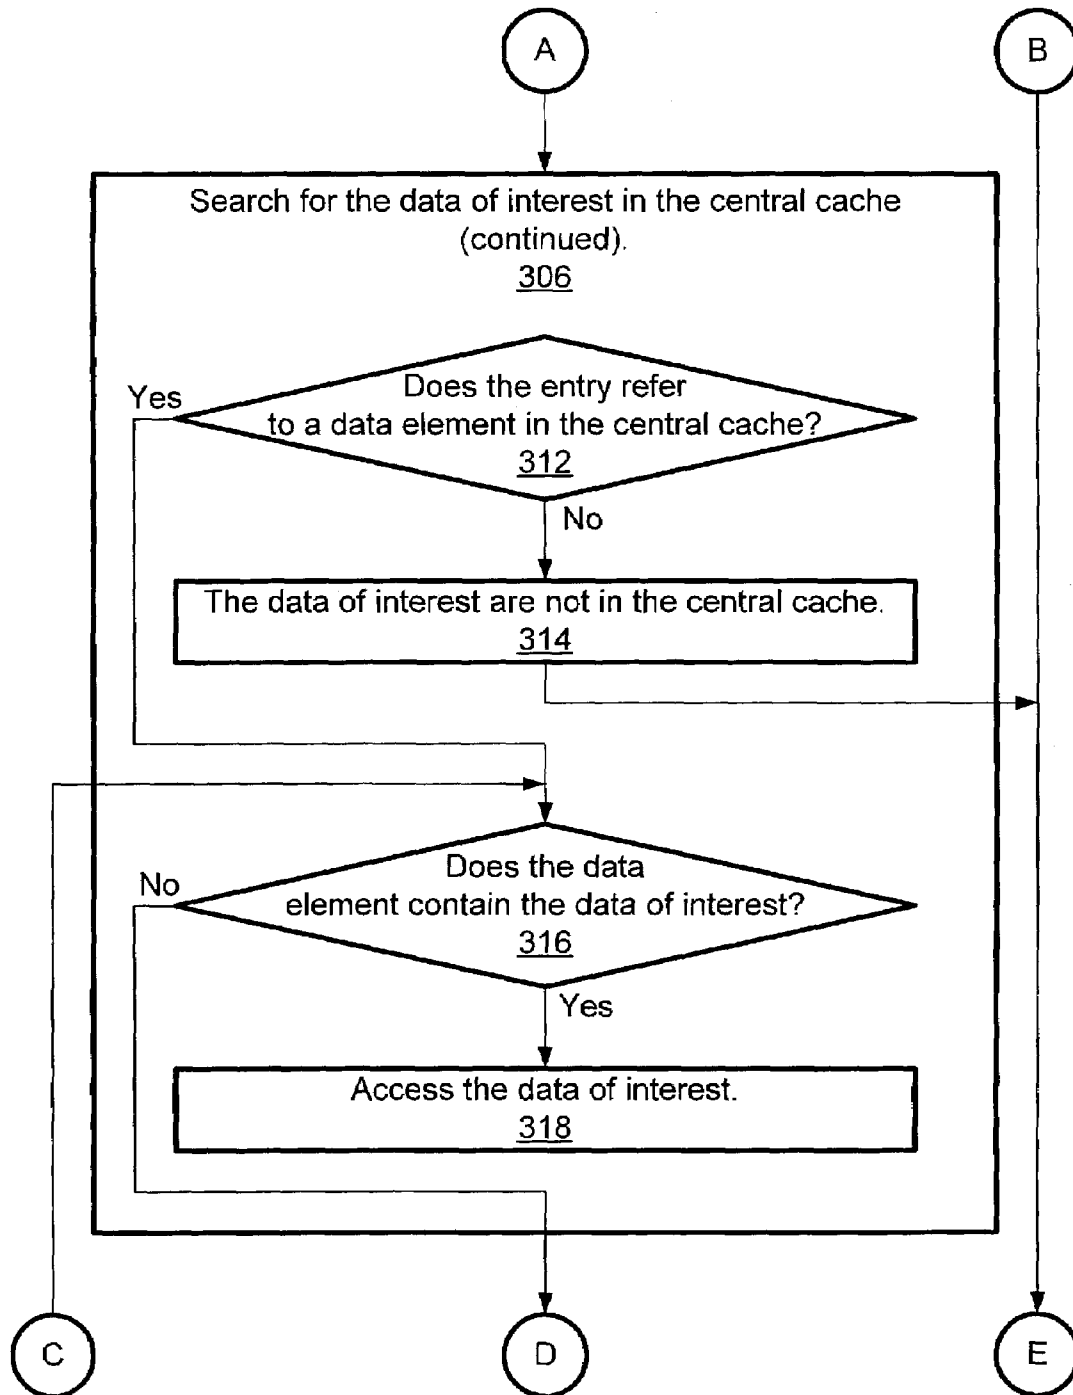 A
B
Search for the data of interest in the central cache
(continued).
306
Yes
Does the entry refer
to a data element in the central cache?
312
No
The data of interest are not in the central cache.
314
No
Does the data
element contain the data of interest?
316
Yes
Access the data of interest.
318
C
D
E